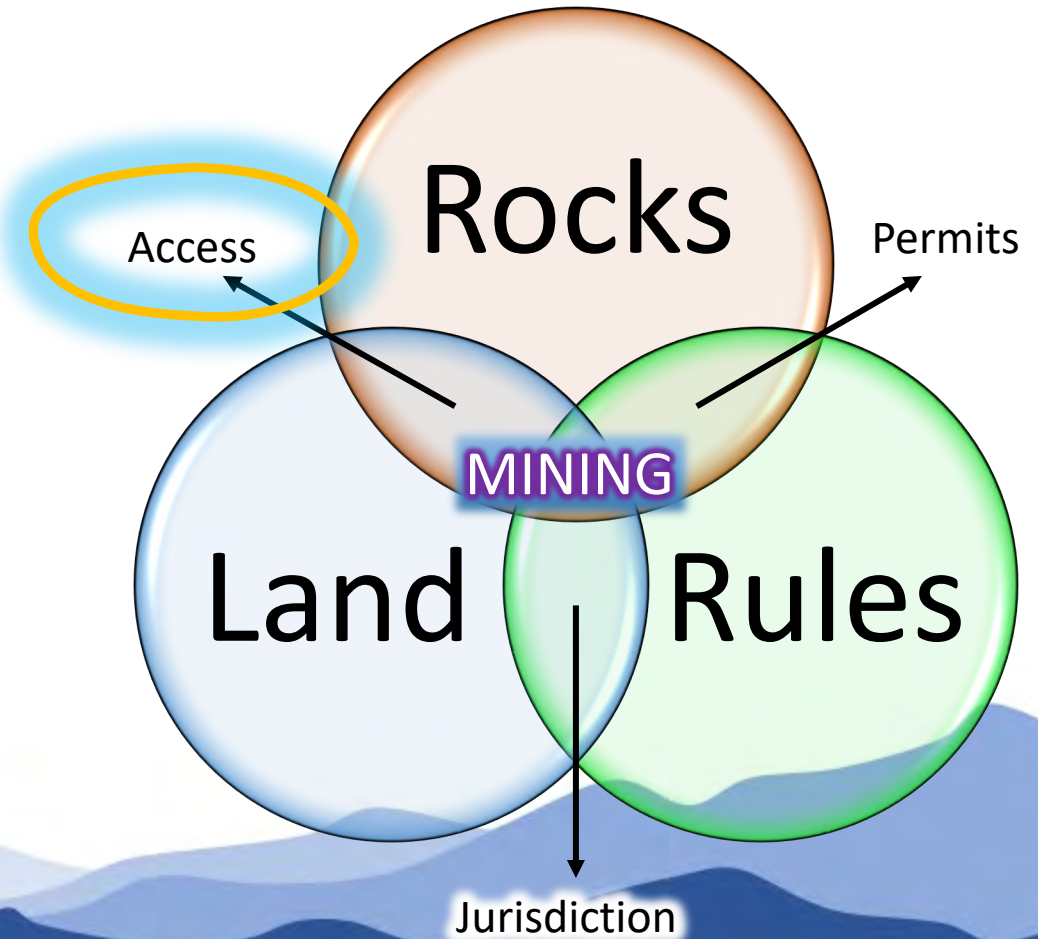 Rocks
Access
Permits
MINING
Land
Rules
Jurisdiction